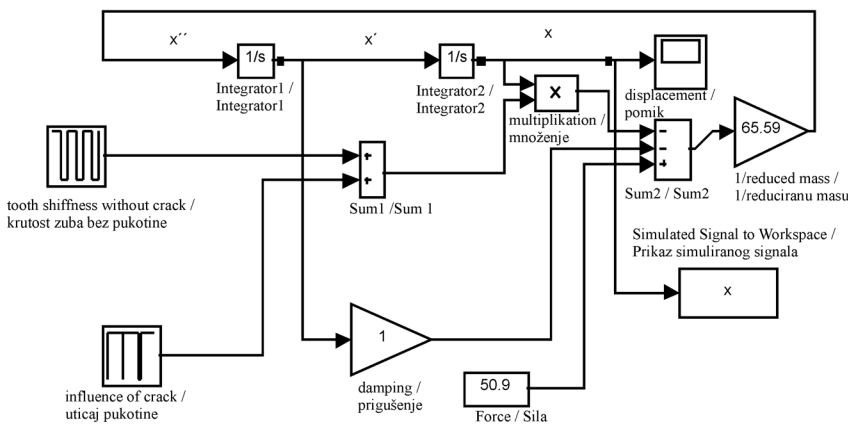 x´´
x´
x
1/s
1/s
Integrator1 /
Integrator1
Integrator2 /
Integrator2
x
multiplikation /
množenje
displacement /
pomik
65.59
1/reduced mass /
1/reduciranu masu
+
+
Sum1 /Sum 1
-
-
+
Sum2 / Sum2
tooth shiffness without crack /
krutost zuba bez pukotine
Simulated Signal to Workspace /
Prikaz simuliranog signala
x
influence of crack /
uticaj pukotine
1
damping /
prigušenje
50.9
Force / Sila